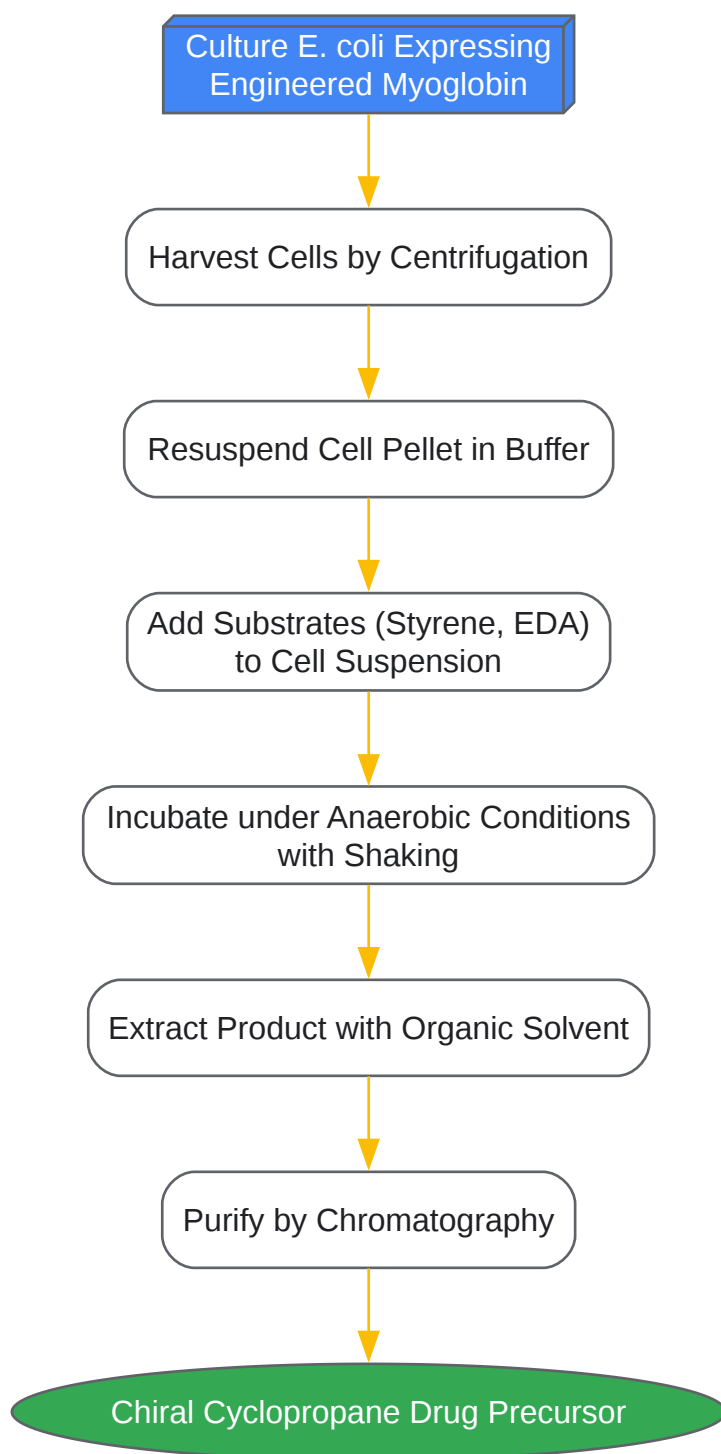 Culture E. coli Expressing
Engineered Myoglobin
Harvest Cells by Centrifugation
Resuspend Cell Pellet in Buffer
Add Substrates (Styrene, EDA)
to Cell Suspension
Incubate under Anaerobic Conditions
with Shaking
Extract Product with Organic Solvent
Purify by Chromatography
Chiral Cyclopropane Drug Precursor